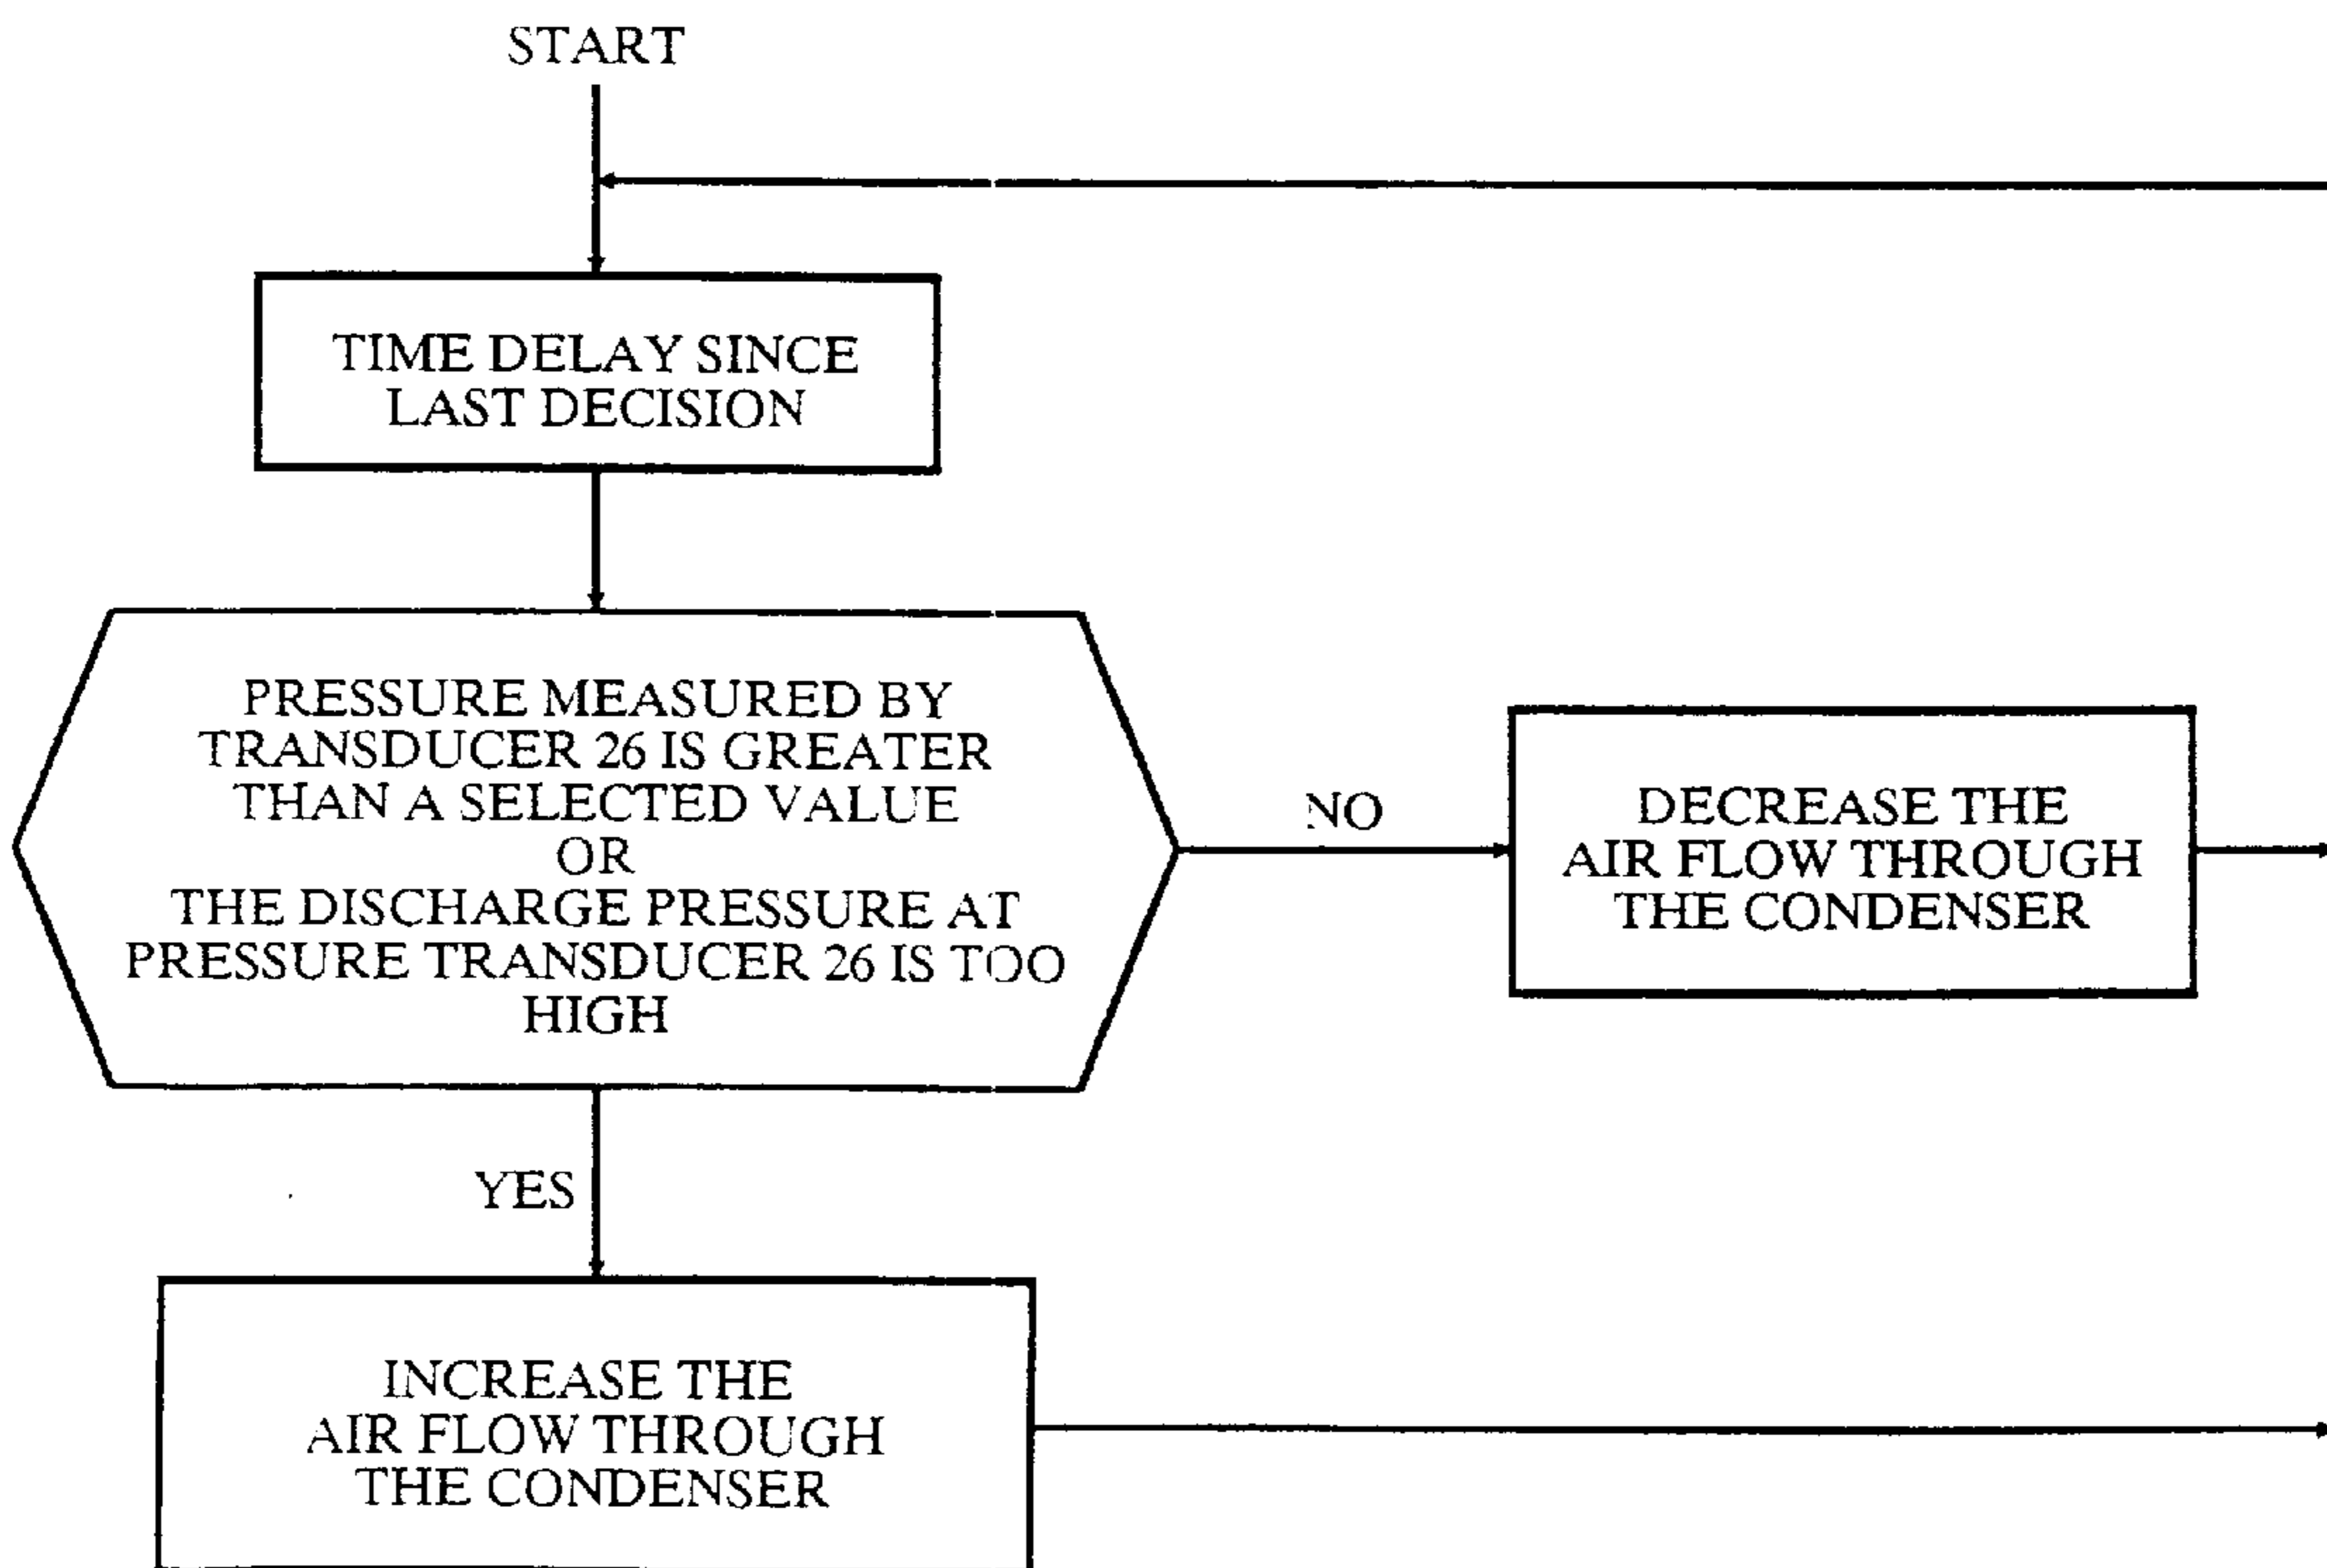 START
TIME DELAY SINCE
LAST DECISION
PRESSURE MEASURED BY
TRANSDUCER 26 IS GREATER
THAN A SELECTED VALUE
OR
THE DISCHARGE PRESSURE AT
PRESSURE TRANSDUCER 26 IS TOO
HIGH
NO
DECREASE THE
AIR FLOW THROUGH
THE CONDENSER
YES
INCREASE THE
AIR FLOW THROUGH
THE CONDENSER